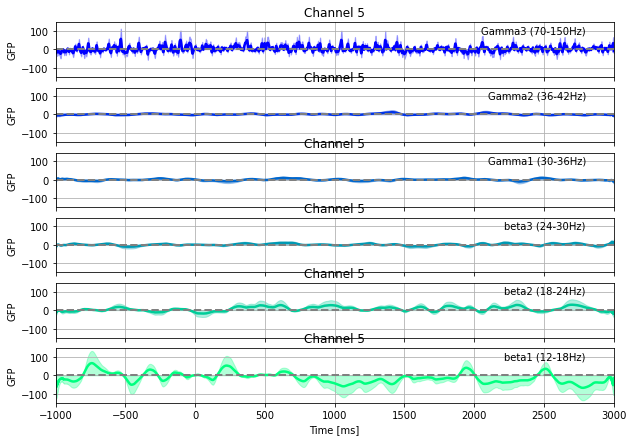 Channel 5
100
0
−100
GFP
Gamma3 (70-150Hz)
Channel 5
100
0
−100
GFP
Gamma2 (36-42Hz)
Channel 5
100
0
−100
GFP
Gamma1 (30-36Hz)
Channel 5
100
0
−100
GFP
beta3 (24-30Hz)
Channel 5
100
0
−100
GFP
beta2 (18-24Hz)
Channel 5
100
0
−100
GFP
beta1 (12-18Hz)
−1000 −500 0 500 1000 1500 2000 2500 3000
Time [ms]